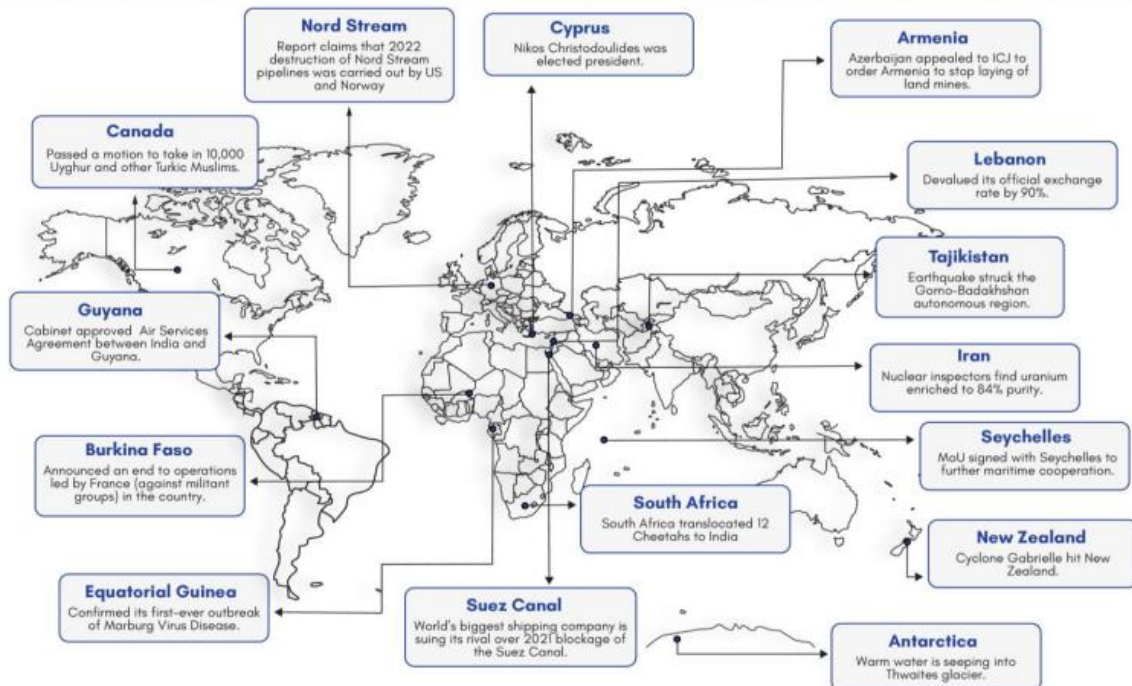 Nord Stream
Report claims that 2022
destruction of Nord Stream
pipelines was carried out by US
and Norway
Cyprus
Nikos Christodoulides was
elected president.
Armenia
Azerbaijan appealed to ICJ to
order Armenia to stop laying of
land mines.
Canada
Passed a motion to take in 10,000
Uyghur and other Turkic Muslims.
Lebanon
Devalued its official exchange
rate by 90%.
Tajikistan
Earthquake struck the
Gorno-Badakhshan
autonomous region.
Guyana
Cabinet approved Air Services
Agreement between India and
Guyana.
Iran
Nuclear inspectors find uranium
enriched to 84% purity.
Burkina Faso
Announced an end to operations
led by France (against militant
groups) in the country.
Seychelles
MoU signed with Seychelles to
further maritime cooperation.
South Africa
South Africa translocated 12
Cheetahs to India
New Zealand
Cyclone Gabrielle hit New
Zealand.
Equatorial Guinea
Confirmed its first-ever outbreak
of Marburg Virus Disease.
Suez Canal
World's biggest shipping company is
suing its rival over 2021 blockage of
the Suez Canal.
Antarctica
Warm water is seeping into
Thwaites glacier.